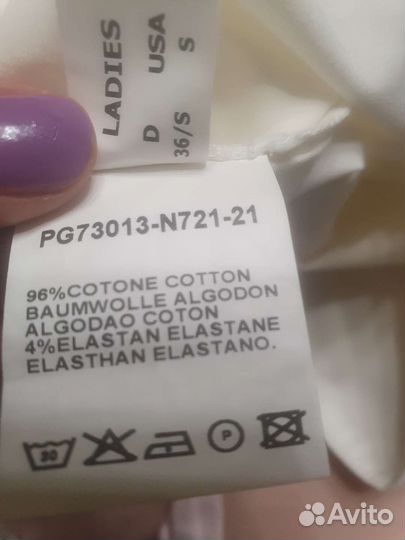 LADIES
D USA
36/S S
PG73013-N721-21
96%COTONE COTTON
BAUMWOLLE ALGODON
ALGODAO COTON
4%ELASTAN ELASTANE
ELASTHAN ELASTANO.
30
P
Avito